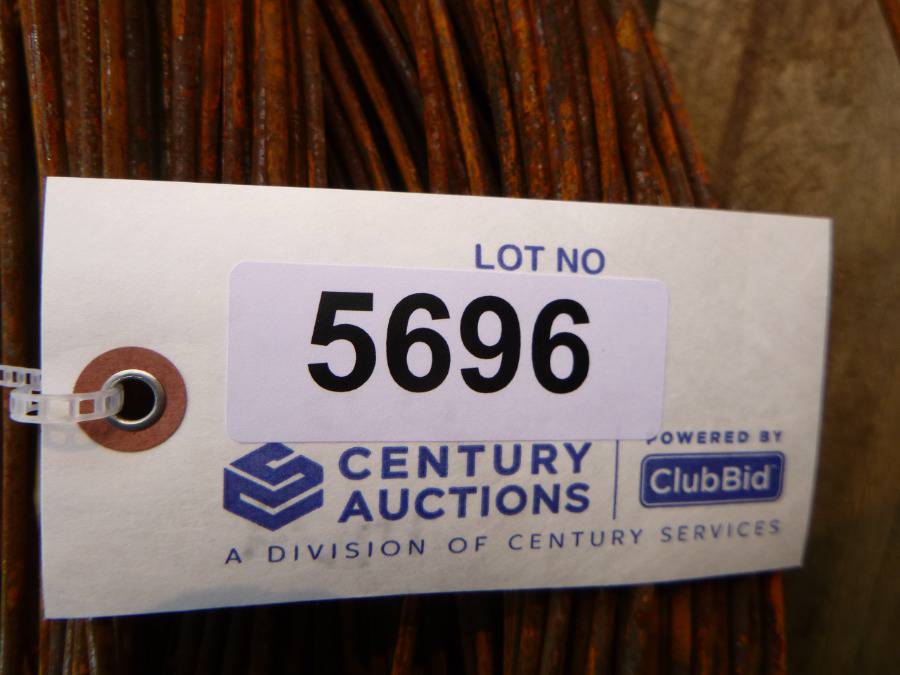 LOT NO
5696
CENTURY
AUCTIONS
POWERED BY
ClubBid
A DIVISION OF CENTURY SERVICES